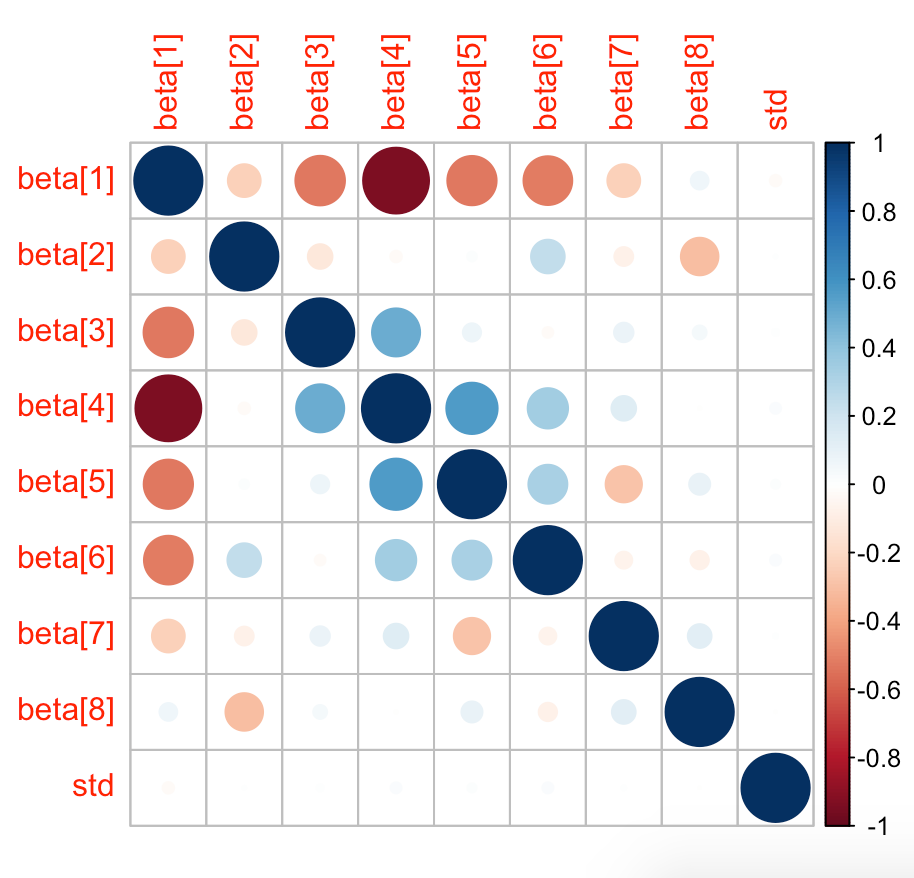 beta[1]
beta[2]
beta[3]
beta[4]
beta[5]
beta[6]
beta[7]
beta[8]
std
beta[1]
beta[2]
beta[3]
beta[4]
beta[5]
beta[6]
beta[7]
beta[8]
std
1
0.8
0.6
0.4
0.2
0
-0.2
-0.4
-0.6
-0.8
-1